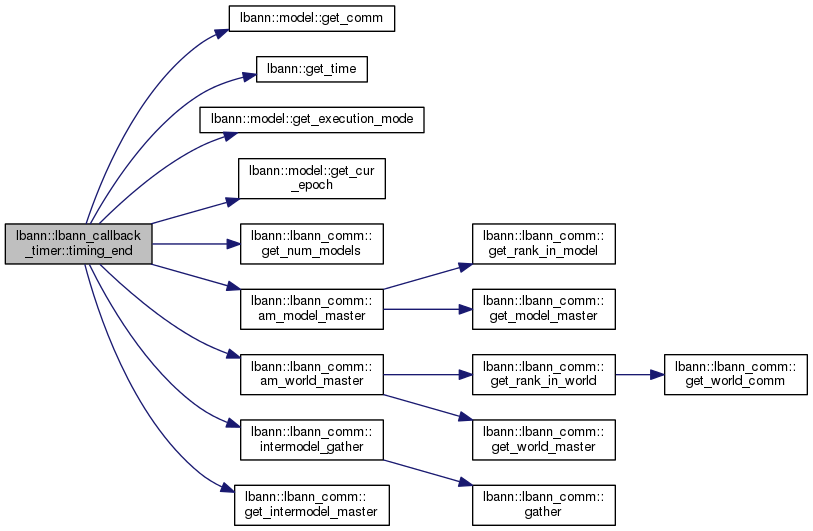 lbann::model::get_comm
lbann::get_time
lbann::model::get_execution_mode
lbann::model::get_cur
_epoch
lbann::lbann_callback
_timer::timing_end
lbann::lbann_comm::
get_num_models
lbann::lbann_comm::
get_rank_in_model
lbann::lbann_comm::
am_model_master
lbann::lbann_comm::
get_model_master
lbann::lbann_comm::
am_world_master
lbann::lbann_comm::
get_rank_in_world
lbann::lbann_comm::
get_world_comm
lbann::lbann_comm::
intermodel_gather
lbann::lbann_comm::
get_world_master
lbann::lbann_comm::
get_intermodel_master
lbann::lbann_comm::
gather